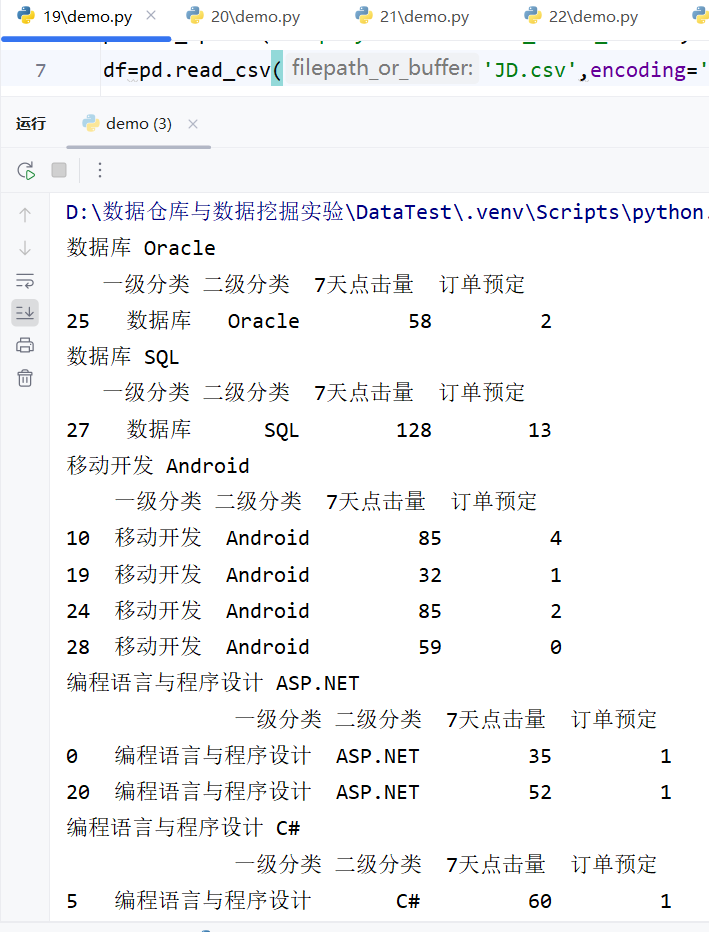 19\demo.py 20\demo.py 21\demo.py 22\demo.py
7 df=pd.read_csv( filepath_or_buffer: 'JD.csv',encoding='
运行 demo (3)
D:\数据仓库与数据挖掘实验\DataTest\.venv\Scripts\python.
数据库 Oracle
一级分类 二级分类 7天点击量 订单预定
25 数据库 Oracle 58 2
数据库 SQL
一级分类 二级分类 7天点击量 订单预定
27 数据库 SQL 128 13
移动开发 Android
一级分类 二级分类 7天点击量 订单预定
10 移动开发 Android 85 4
19 移动开发 Android 32 1
24 移动开发 Android 85 2
28 移动开发 Android 59 0
编程语言与程序设计 ASP.NET
一级分类 二级分类 7天点击量 订单预定
0 编程语言与程序设计 ASP.NET 35 1
20 编程语言与程序设计 ASP.NET 52 1
编程语言与程序设计 C#
一级分类 二级分类 7天点击量 订单预定
5 编程语言与程序设计 C# 60 1